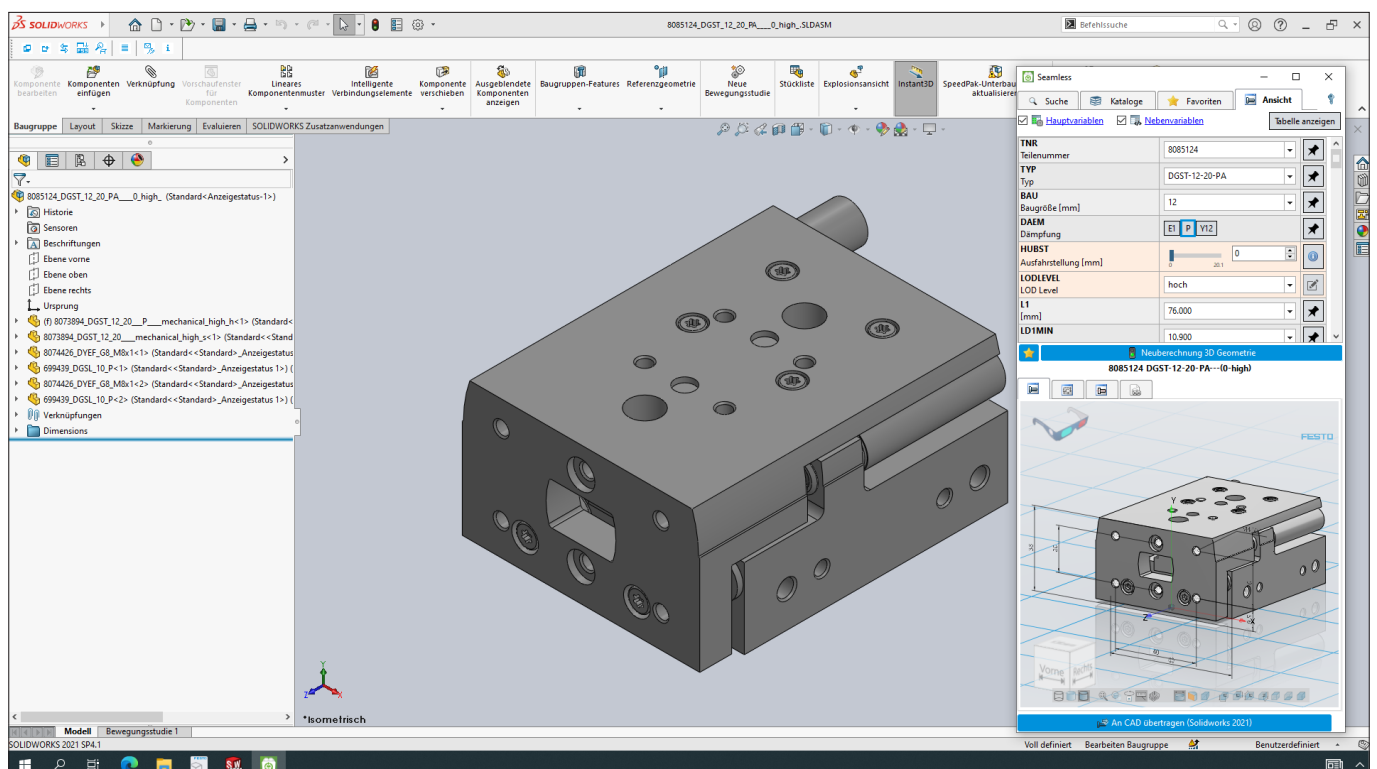 SOLIDWORKS
8085124_DGST_12_20_PA___0_high_.SLDASM
Befehlssuche
Komponente bearbeiten
Komponenten einfügen
Verknüpfung
Vorschaufenster für Komponenten
Lineares Komponentenmuster
Intelligente Verbindungselemente
Komponente verschieben
Ausgeblendete Komponenten anzeigen
Baugruppen-Features
Referenzgeometrie
Neue Bewegungsstudie
Stückliste
Explosionsansicht
Instant3D
SpeedPak-Unterbau
aktualisieren
Baugruppe Layout Skizze Markierung Evaluieren SOLIDWORKS Zusatzanwendungen
8085124_DGST_12_20_PA___0_high_ (Standard<Anzeigestatus-1>)
Historie
Sensoren
Beschriftungen
Ebene vorne
Ebene oben
Ebene rechts
Ursprung
(f) 8073894_DGST_12_20__P___mechanical_high_h<1> (Standard<
8073894_DGST_12_20___mechanical_high_s<1> (Standard<<Stand
8074426_DYEF_G8_M8x1<1> (Standard<<Standard>_Anzeigestatus
699439_DGSL_10_P<1> (Standard<<Standard>_Anzeigestatus 1>) (
8074426_DYEF_G8_M8x1<2> (Standard<<Standard>_Anzeigestatus
699439_DGSL_10_P<2> (Standard<<Standard>_Anzeigestatus 1>) (
Verknüpfungen
Dimensions
Y
Z X
*Isometrisch
Modell Bewegungsstudie 1
SOLIDWORKS 2021 SP4.1
Seamless
Suche Kataloge Favoriten Ansicht
Hauptvariablen Nebenvariablen Tabelle anzeigen
TNR
Teilenummer 8085124
TYP
Typ DGST-12-20-PA
BAU
Baugröße [mm] 12
DAEM
Dämpfung E1 P Y12
HUBST
Ausfahrstellung [mm] 0
0 20.1
LODLEVEL
LOD Level hoch
L1
[mm] 76.000
LD1MIN
10.900
Neuberechnung 3D Geometrie
8085124 DGST-12-20-PA---(0-high)
FESTO
Y
Z X
Vorne Rechts
An CAD übertragen (Solidworks 2021)
Voll definiert Bearbeiten Baugruppe Benutzerdefiniert